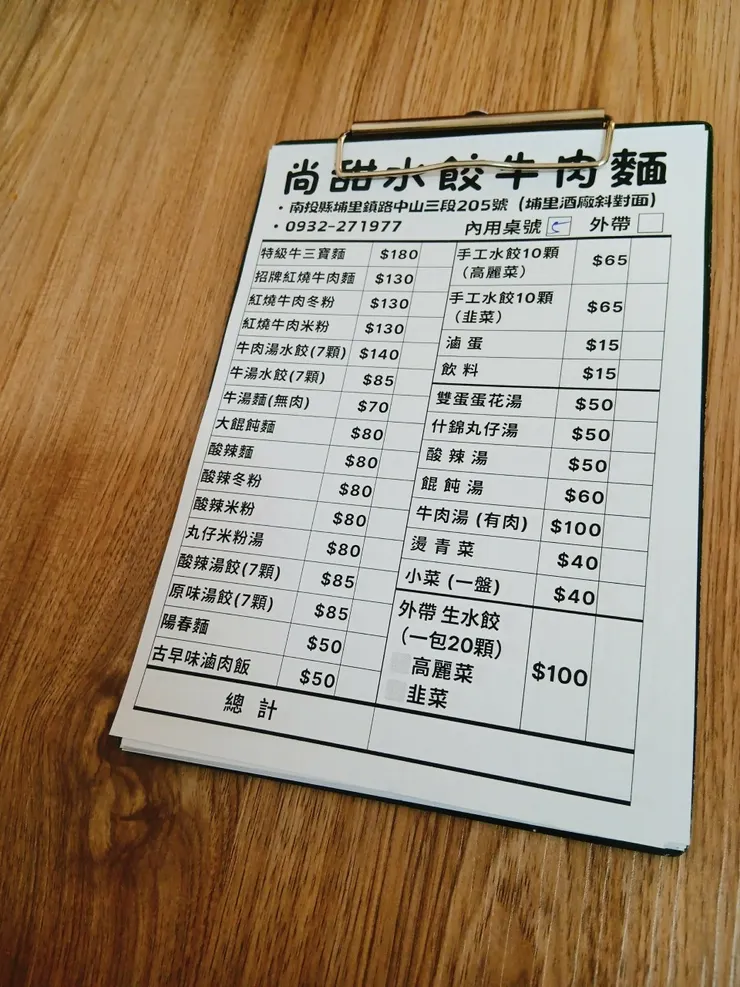 尚甜水餃牛肉麵
・南投縣埔里鎮路中山三段205號（埔里酒廠斜對面）
・0932-271977 內用桌號 外帶
特級牛三寶麵 $180
招牌紅燒牛肉麵 $130
紅燒牛肉冬粉 $130
紅燒牛肉米粉 $130
牛肉湯水餃(7顆) $140
牛湯水餃(7顆) $85
牛湯麵(無肉) $70
大餛飩麵 $80
酸辣麵 $80
酸辣冬粉 $80
酸辣米粉 $80
丸仔米粉湯 $80
酸辣湯餃(7顆) $85
原味湯餃(7顆) $85
陽春麵 $50
古早味滷肉飯 $50
手工水餃10顆
（高麗菜） $65
手工水餃10顆
（韭菜） $65
滷蛋 $15
飲料 $15
雙蛋蛋花湯 $50
什錦丸仔湯 $50
酸辣湯 $50
餛飩湯 $60
牛肉湯 (有肉) $100
燙青菜 $40
小菜 (一盤) $40
外帶 生水餃
（一包20顆）
高麗菜 $100
韭菜
總計